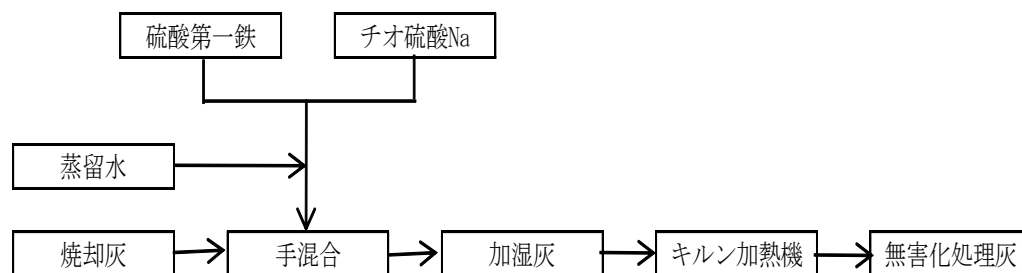 硫酸第一鉄
チオ硫酸Na
蒸留水
焼却灰
手混合
加湿灰
キルン加熱機
無害化処理灰